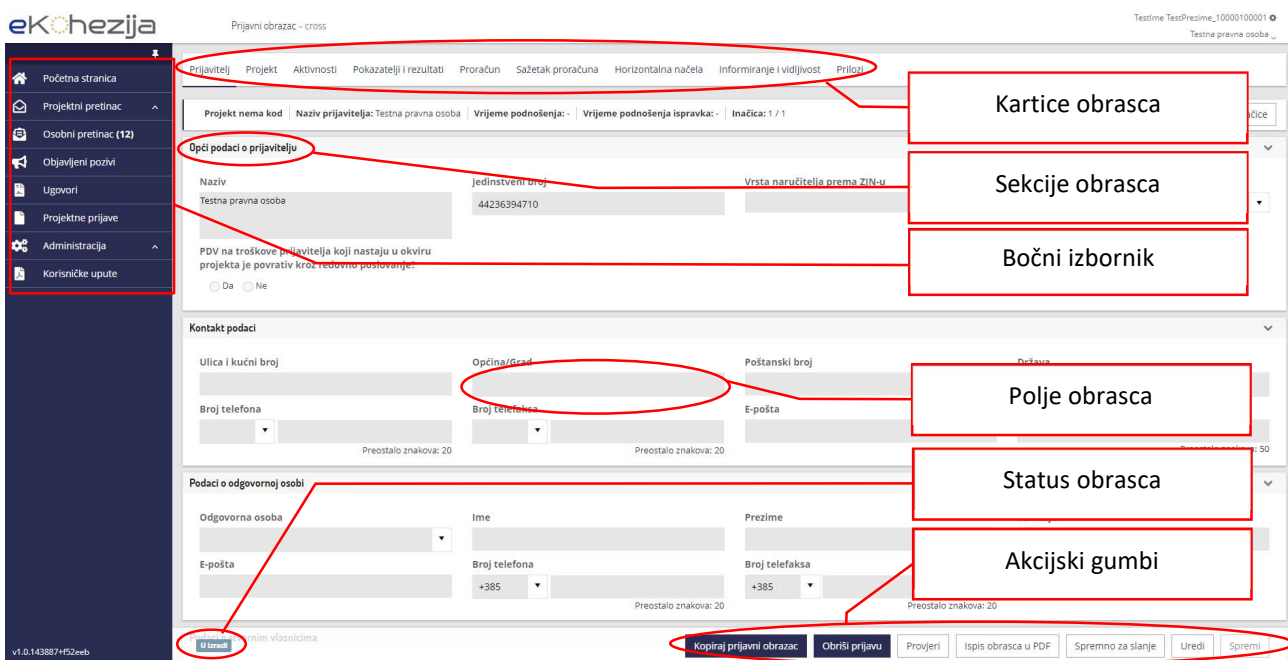 eKohezija
Prijavni obrazac – cross
TestIme TestPrezime_10000100001
Testna pravna osoba
Početna stranica
Projektni pretinac
Osobni pretinac (12)
Objavljeni pozivi
Ugovori
Projektne prijave
Administracija
Korisničke upute
v1.0.143887+f52eeb
Prijavitelj Projekt Aktivnosti Pokazatelji i rezultati Proračun Sažetak proračuna Horizontalna načela Informiranje i vidljivost Prilozi
Kartice obrasca
Projekt nema kod Naziv prijavitelja: Testna pravna osoba Vrijeme podnošenja: - Vrijeme podnošenja ispravka: - Inačica: 1 / 1
Opći podaci o prijavitelju
Sekcije obrasca
Naziv Jedinstveni broj Vrsta naručitelja prema ZJN-u
Testna pravna osoba 44236394710
Bočni izbornik
PDV na troškove prijavitelja koji nastaju u okviru
projekta je povrativ kroz redovno poslovanje?
Da Ne
Kontakt podaci
Ulica i kućni broj Općina/Grad Poštanski broj Država
Polje obrasca
Broj telefona Broj telefaksa E-pošta
Preostalo znakova: 20 Preostalo znakova: 20 Preostalo znakova: 50
Podaci o odgovornoj osobi
Status obrasca
Odgovorna osoba Ime Prezime
Akcijski gumbi
E-pošta Broj telefona Broj telefaksa
+385 +385
Preostalo znakova: 20 Preostalo znakova: 20
U izradi
Kopiraj prijavni obrazac Obriši prijavu Provjeri Ispis obrasca u PDF Spremno za slanje Uredi Spremi